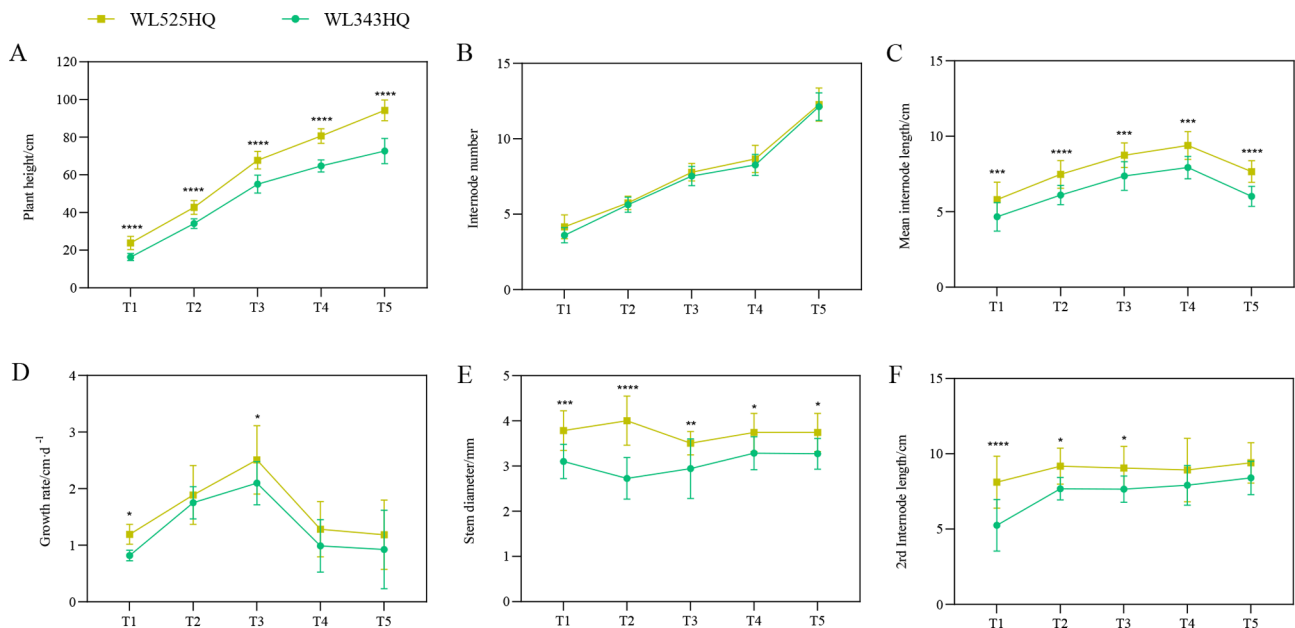 WL525HQ WL343HQ
A
Plant height/cm
120
100
80
60
40
20
0
**** **** **** **** ****
T1 T2 T3 T4 T5
B
Internode number
15
10
5
0
T1 T2 T3 T4 T5
C
Mean internode length/cm
15
10
5
0
*** **** *** *** ****
T1 T2 T3 T4 T5
D
Growth rate/cm·d⁻¹
4
3
2
1
0
* *
T1 T2 T3 T4 T5
E
Stem diameter/mm
5
4
3
2
1
0
*** **** ** * *
T1 T2 T3 T4 T5
F
2rd Internode length/cm
15
10
5
0
**** * *
T1 T2 T3 T4 T5